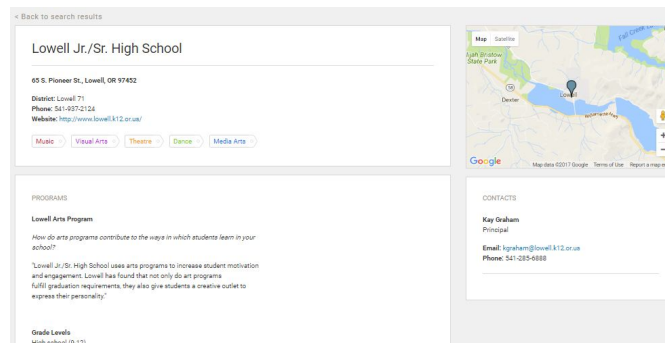 < Back to search results
Lowell Jr./Sr. High School
65 S. Pioneer St., Lowell, OR 97452
District: Lowell 71
Phone: 541-937-2124
Website: http://www.lowell.k12.or.us/
Music
Visual Arts
Theatre
Dance
Media Arts
PROGRAMS
Lowell Arts Program
How do arts programs contribute to the ways in which students learn in your
school?
"Lowell Jr./Sr. High School uses arts programs to increase student motivation
and engagement. Lowell has found that not only do art programs
fulfill graduation requirements, they also give students a creative outlet to
express their personality."
Grade Levels
High school (9-12)
Map Satellite
Elijah Bristow
State Park
Fall Creek
58
Lowell
Dexter
Google
Map data ©2017 Google Terms of Use Report a map er
CONTACTS
Kay Graham
Principal
Email: kgraham@lowell.k12.or.us
Phone: 541-285-6888